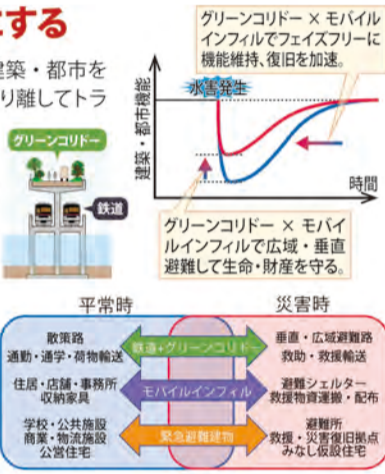 にする
建築・都市を
り離してトラ
グリーンコリドー
鉄道
グリーンコリドー × モバイル
インフィルでフェイズフリーに
機能維持、復旧を加速。
水害発生
建築・都市機能
時間
グリーンコリドー × モバイ
ルインフィルで広域・垂直
避難して生命・財産を守る。
平常時
災害時
散策路
通勤・通学・荷物輸送
鉄道+グリーンコリドー
垂直・広域避難路
救助・救援輸送
住居・店舗・事務所
収納家具
モバイルインフィル
避難シェルター
救援物資運搬・配布
学校・公共施設
商業・物流施設
公営住宅
緊急避難建物
避難所
救援・災害復旧拠点
みなし仮設住宅